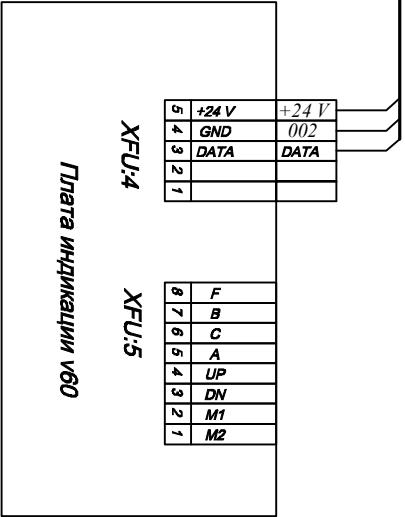 Плата индикации v60
XFU:4
5 +24 V +24 V
4 GND 002
3 DATA DATA
2
1
XFU:5
8 F
7 B
6 C
5 A
4 UP
3 DN
2 M1
1 M2